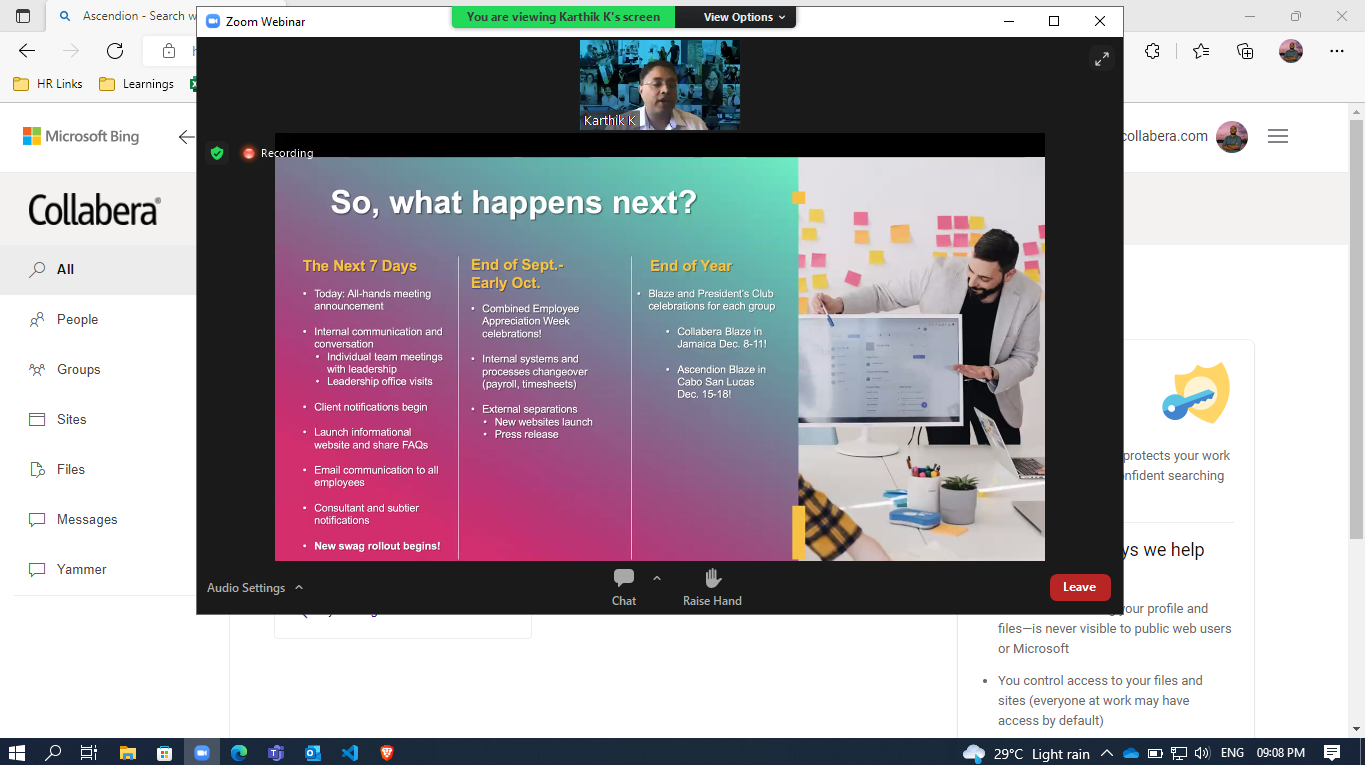 Ascendion - Search w
Zoom Webinar
You are viewing Karthik K's screen
View Options
HR Links
Learnings
Karthik K
Microsoft Bing
collabera.com
Recording
Collabera®
So, what happens next?
All
People
Groups
Sites
Files
Messages
Yammer
The Next 7 Days
• Today: All-hands meeting
announcement
• Internal communication and
conversation
• Individual team meetings
with leadership
• Leadership office visits
• Client notifications begin
• Launch informational
website and share FAQs
• Email communication to all
employees
• Consultant and subtier
notifications
• New swag rollout begins!
End of Sept.-
Early Oct.
• Combined Employee
Appreciation Week
celebrations!
• Internal systems and
processes changeover
(payroll, timesheets)
• External separations
• New websites launch
• Press release
End of Year
• Blaze and President's Club
celebrations for each group
• Collabera Blaze in
Jamaica Dec. 8-11!
• Ascendion Blaze in
Cabo San Lucas
Dec. 15-18!
protects your work
nfident searching
ys we help
Audio Settings
Chat
Raise Hand
Leave
your profile and
files—is never visible to public web users
or Microsoft
• You control access to your files and
sites (everyone at work may have
access by default)
29°C Light rain
ENG
09:08 PM